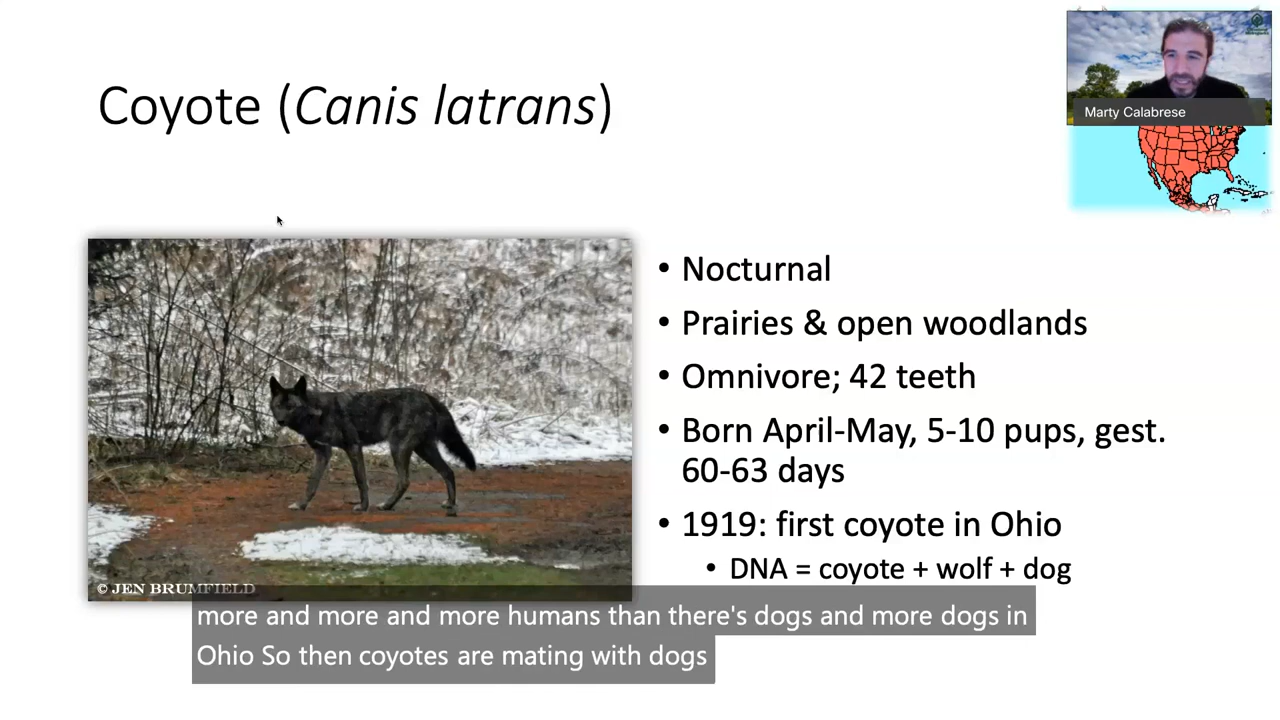 Coyote (Canis latrans)
Marty Calabrese
• Nocturnal
• Prairies & open woodlands
• Omnivore; 42 teeth
• Born April-May, 5-10 pups, gest.
60-63 days
• 1919: first coyote in Ohio
• DNA = coyote + wolf + dog
© JEN BRUMFIELD
more and more and more humans than there's dogs and more dogs in
Ohio So then coyotes are mating with dogs